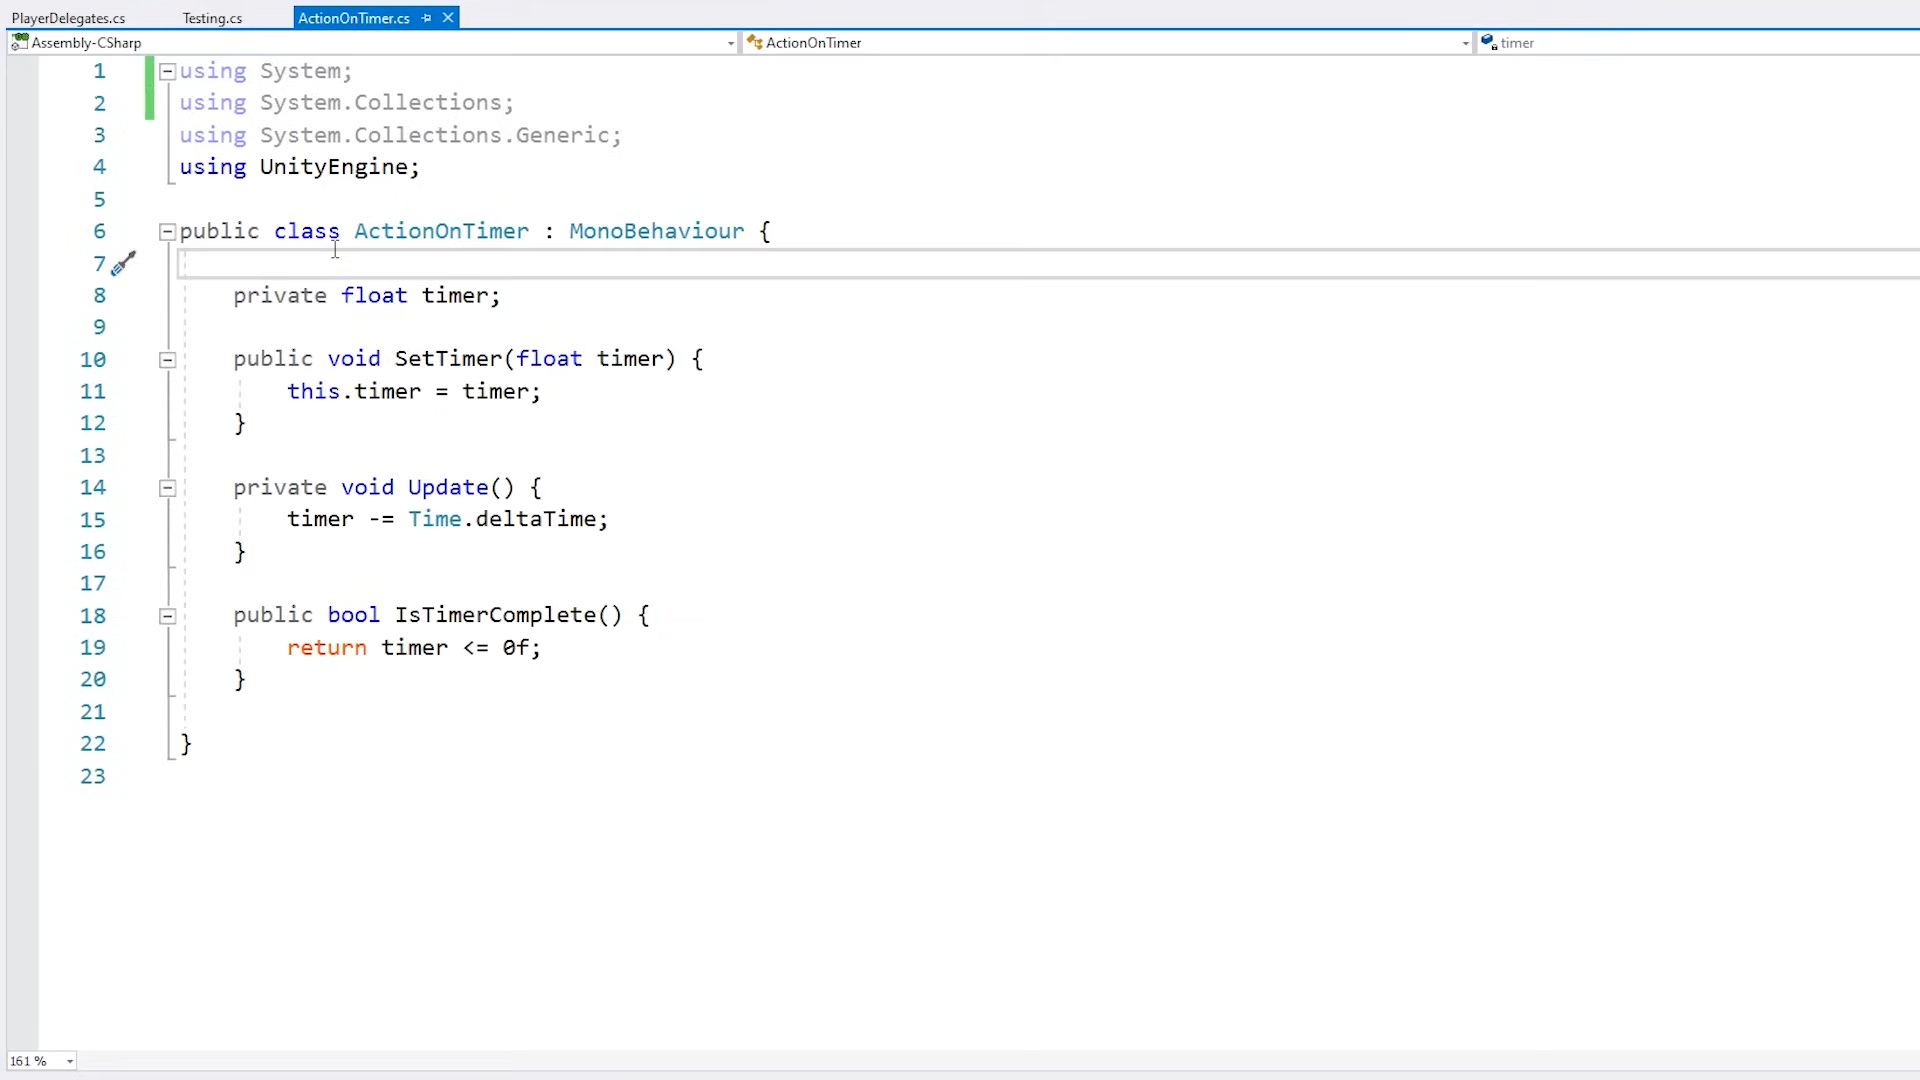 PlayerDelegates.cs Testing.cs ActionOnTimer.cs
Assembly-CSharp ActionOnTimer timer
1 using System;
2 using System.Collections;
3 using System.Collections.Generic;
4 using UnityEngine;
5
6 public class ActionOnTimer : MonoBehaviour {
7
8 private float timer;
9
10 public void SetTimer(float timer) {
11 this.timer = timer;
12 }
13
14 private void Update() {
15 timer -= Time.deltaTime;
16 }
17
18 public bool IsTimerComplete() {
19 return timer <= 0f;
20 }
21
22 }
23
161 %